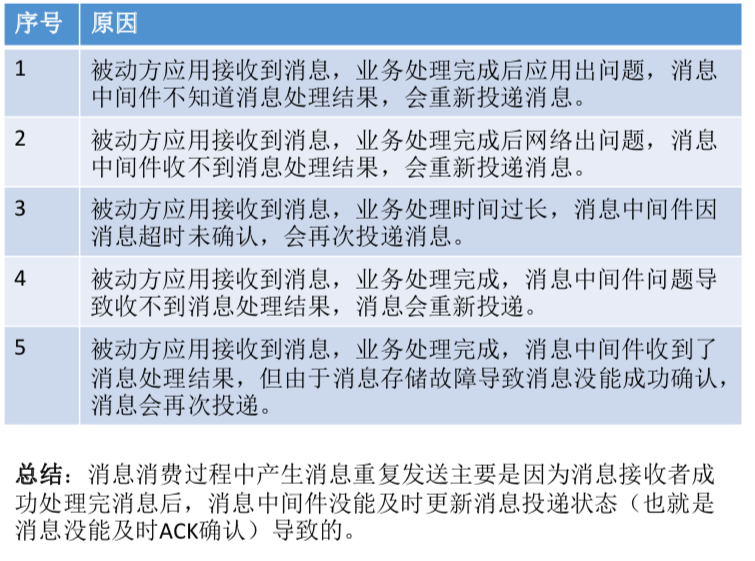 序号 原因
1 被动方应用接收到消息，业务处理完成后应用出问题，消息
中间件不知道消息处理结果，会重新投递消息。
2 被动方应用接收到消息，业务处理完成后网络出问题，消息
中间件收不到消息处理结果，会重新投递消息。
3 被动方应用接收到消息，业务处理时间过长，消息中间件因
消息超时未确认，会再次投递消息。
4 被动方应用接收到消息，业务处理完成，消息中间件问题导
致收不到消息处理结果，消息会重新投递。
5 被动方应用接收到消息，业务处理完成，消息中间件收到了
消息处理结果，但由于消息存储故障导致消息没能成功确认，
消息会再次投递。
总结：消息消费过程中产生消息重复发送主要是因为消息接收者成
功处理完消息后，消息中间件没能及时更新消息投递状态（也就是
消息没能及时ACK确认）导致的。